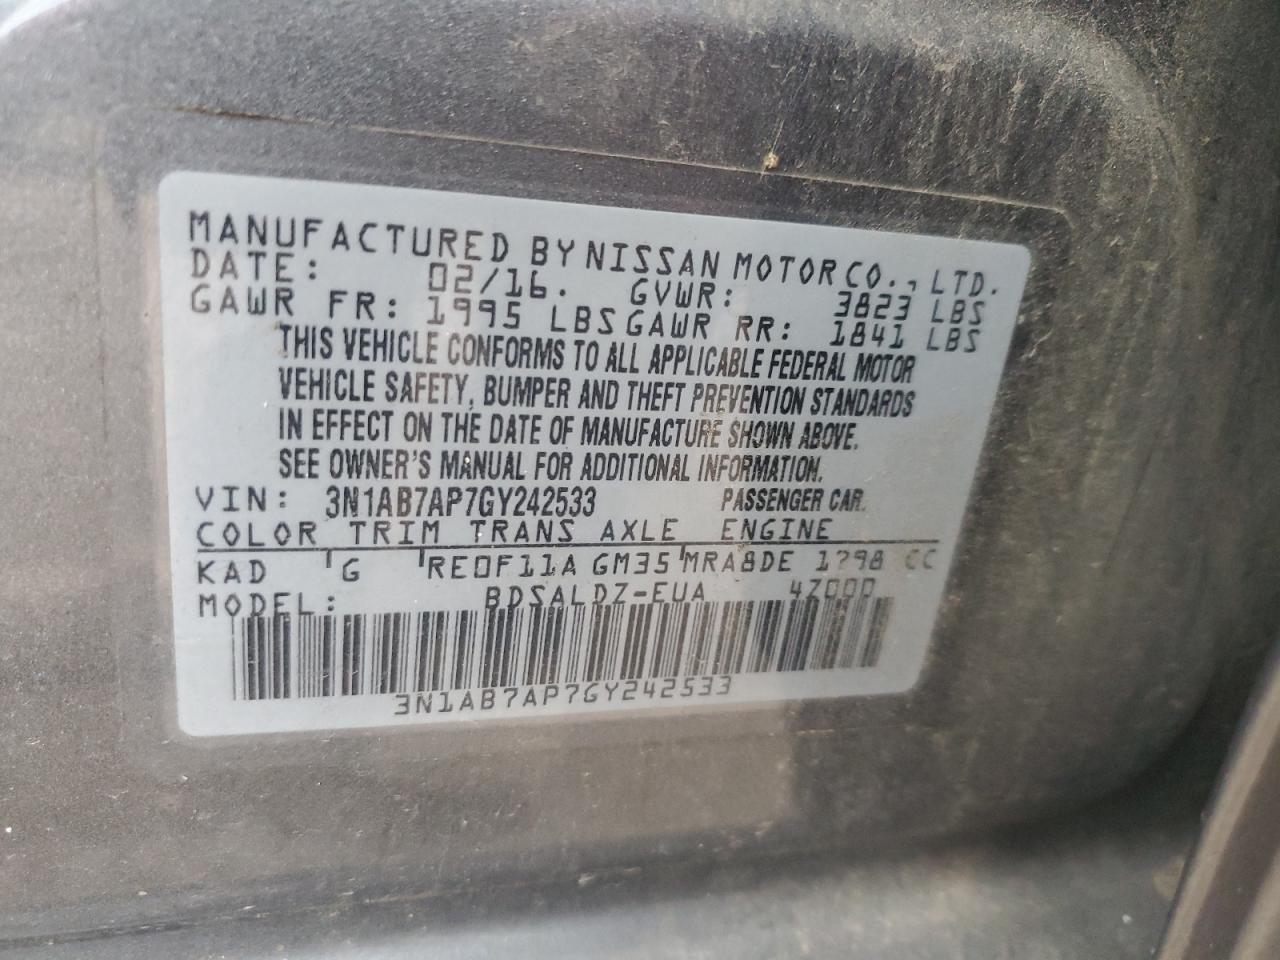 MANUFACTURED BY NISSAN MOTOR CO., LTD.
DATE: 02/16. GVWR: 3823 LBS
GAWR FR: 1995 LBS GAWR RR: 1841 LBS
THIS VEHICLE CONFORMS TO ALL APPLICABLE FEDERAL MOTOR
VEHICLE SAFETY, BUMPER AND THEFT PREVENTION STANDARDS
IN EFFECT ON THE DATE OF MANUFACTURE SHOWN ABOVE.
SEE OWNER'S MANUAL FOR ADDITIONAL INFORMATION.
VIN: 3N1AB7AP7GY242533 PASSENGER CAR
COLOR TRIM TRANS AXLE ENGINE
KAD G RE0F11A GM35 MRA8DE 1798 CC
MODEL: BDSALDZ-EUA 4Z000
3N1AB7AP7GY242533